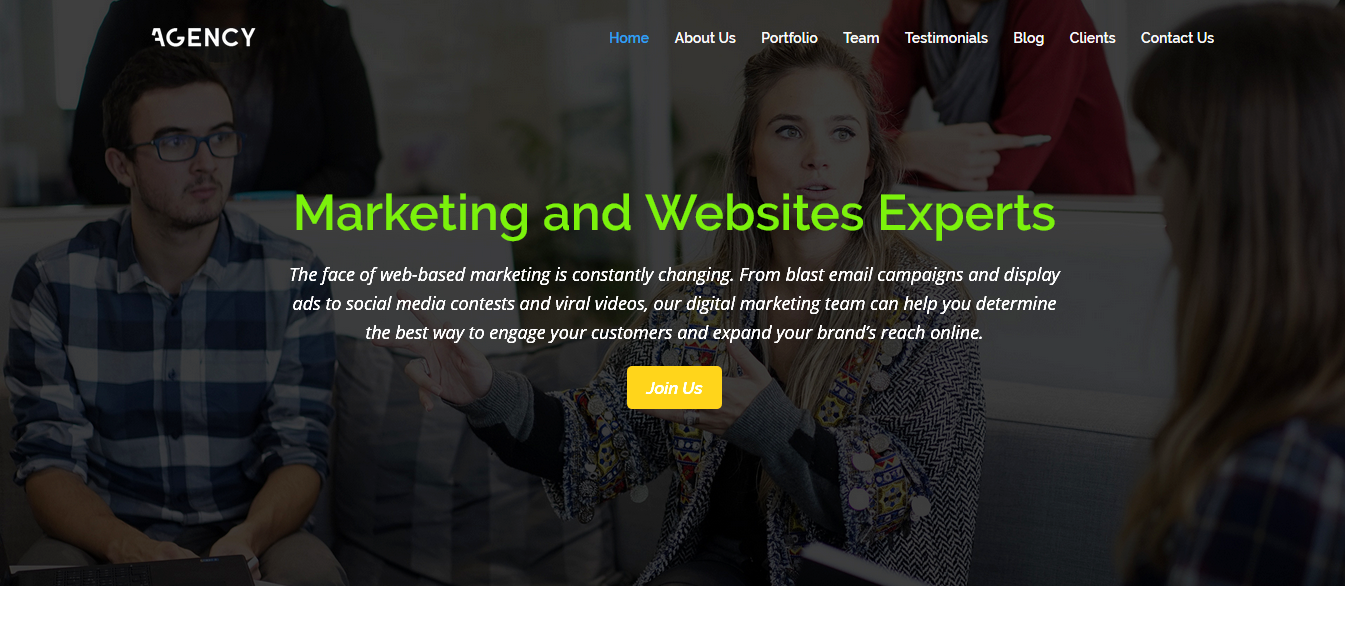 AGENCY
Home About Us Portfolio Team Testimonials Blog Clients Contact Us
Marketing and Websites Experts
The face of web-based marketing is constantly changing. From blast email campaigns and display
ads to social media contests and viral videos, our digital marketing team can help you determine
the best way to engage your customers and expand your brand’s reach online.
Join Us